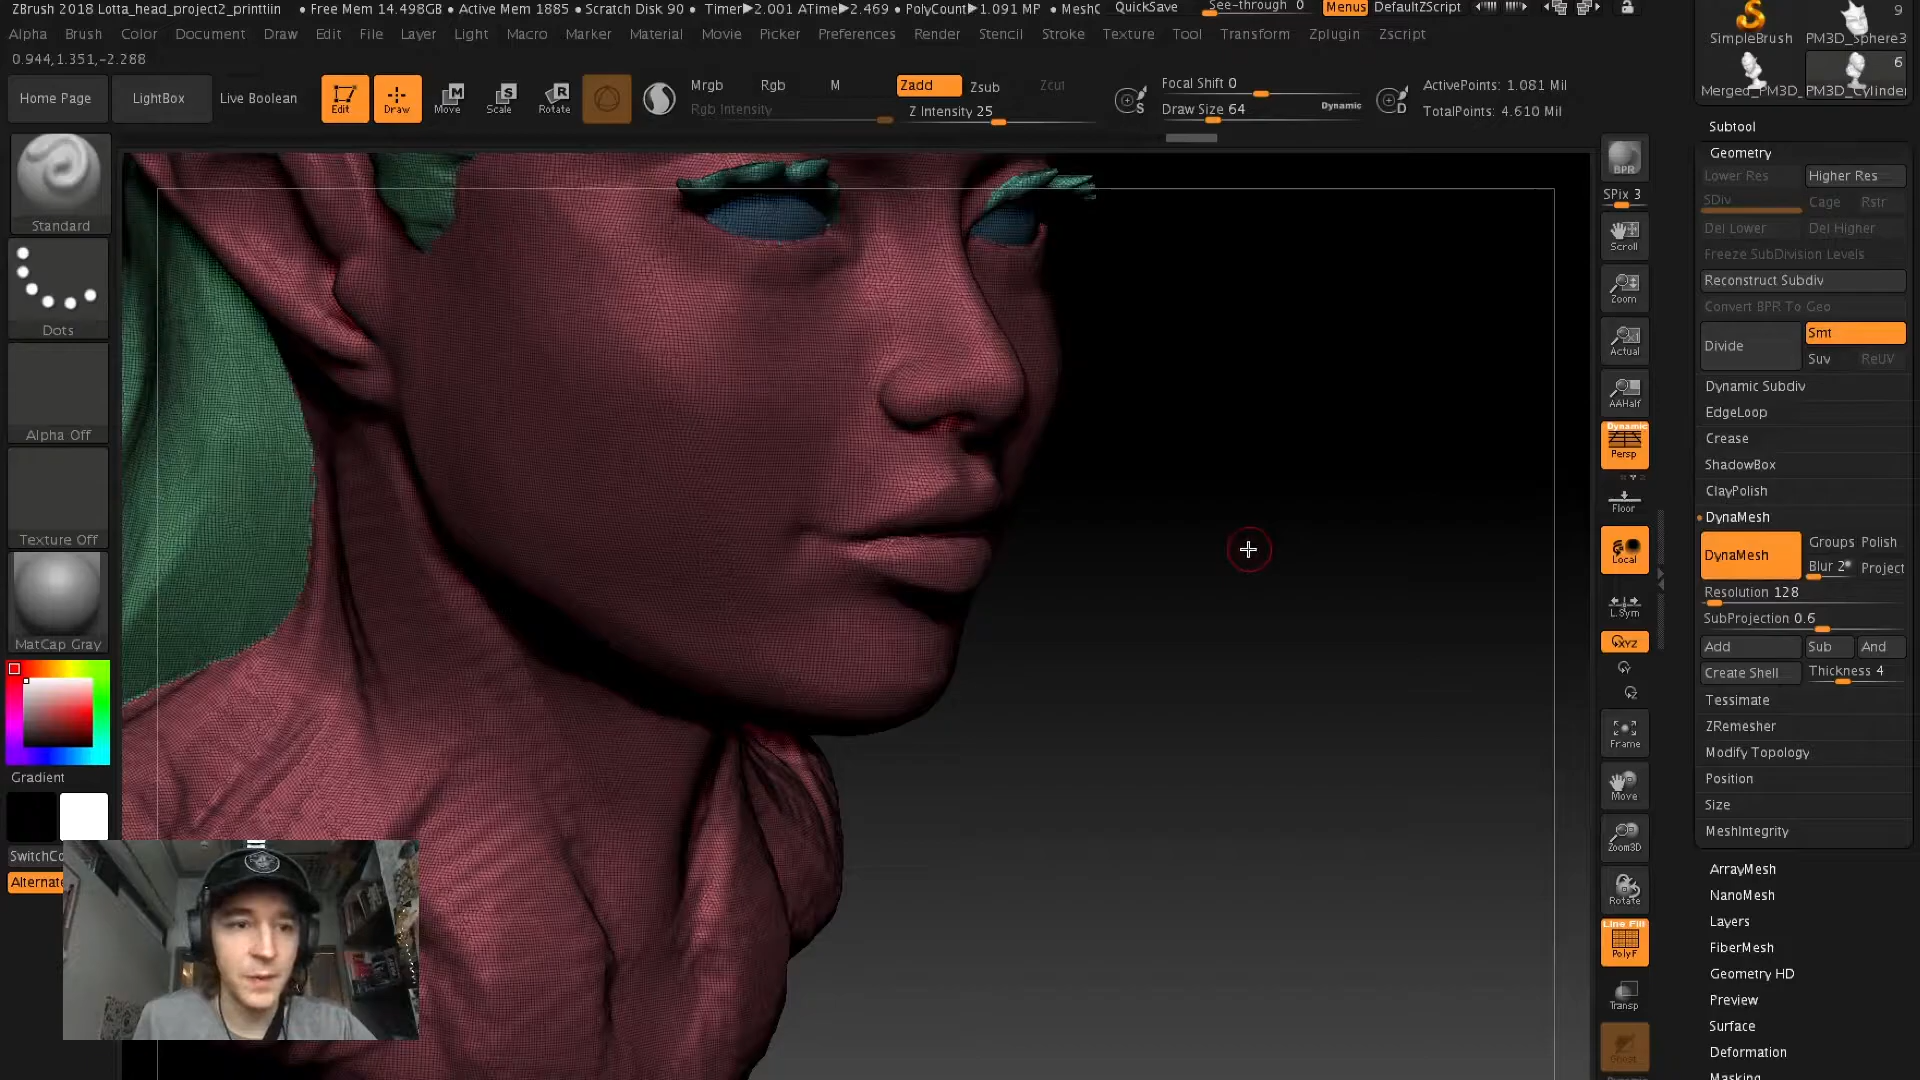 ZBrush 2018 Lotta_head_project2_printtiin • Free Mem 14.498GB • Active Mem 1885 • Scratch Disk 90 • Timer▶2.001 ATime▶2.469 • PolyCount▶1.091 MP • MeshC QuickSave See-through 0 Menus DefaultZScript
Alpha Brush Color Document Draw Edit File Layer Light Macro Marker Material Movie Picker Preferences Render Stencil Stroke Texture Tool Transform Zplugin Zscript
0.944,1.351,-2.288
Home Page LightBox Live Boolean Edit Draw Move Scale Rotate
Mrgb Rgb M Zadd Zsub Zcut
Rgb Intensity Z Intensity 25
Focal Shift 0
Draw Size 64 Dynamic
ActivePoints: 1.081 Mil
TotalPoints: 4.610 Mil
Standard
Dots
Alpha Off
Texture Off
MatCap Gray
Gradient
SwitchCo
Alternate
BPR
SPix 3
Scroll
Zoom
Actual
AAHalf
Dynamic
Persp
Floor
Local
L.Sym
XYZ
Y
Z
Frame
Move
Zoom3D
Rotate
Line Fill
PolyF
Transp
Ghost
9
SimpleBrush PM3D_Sphere3
6
Merged_PM3D_ PM3D_Cylinder
Subtool
Geometry
Lower Res Higher Res
SDiv Cage Rstr
Del Lower Del Higher
Freeze SubDivision Levels
Reconstruct Subdiv
Convert BPR To Geo
Divide Smt
Suv ReUV
Dynamic Subdiv
EdgeLoop
Crease
ShadowBox
ClayPolish
DynaMesh
DynaMesh Groups Polish
Blur 2 Project
Resolution 128
SubProjection 0.6
Add Sub And
Create Shell Thickness 4
Tessimate
ZRemesher
Modify Topology
Position
Size
MeshIntegrity
ArrayMesh
NanoMesh
Layers
FiberMesh
Geometry HD
Preview
Surface
Deformation
Masking